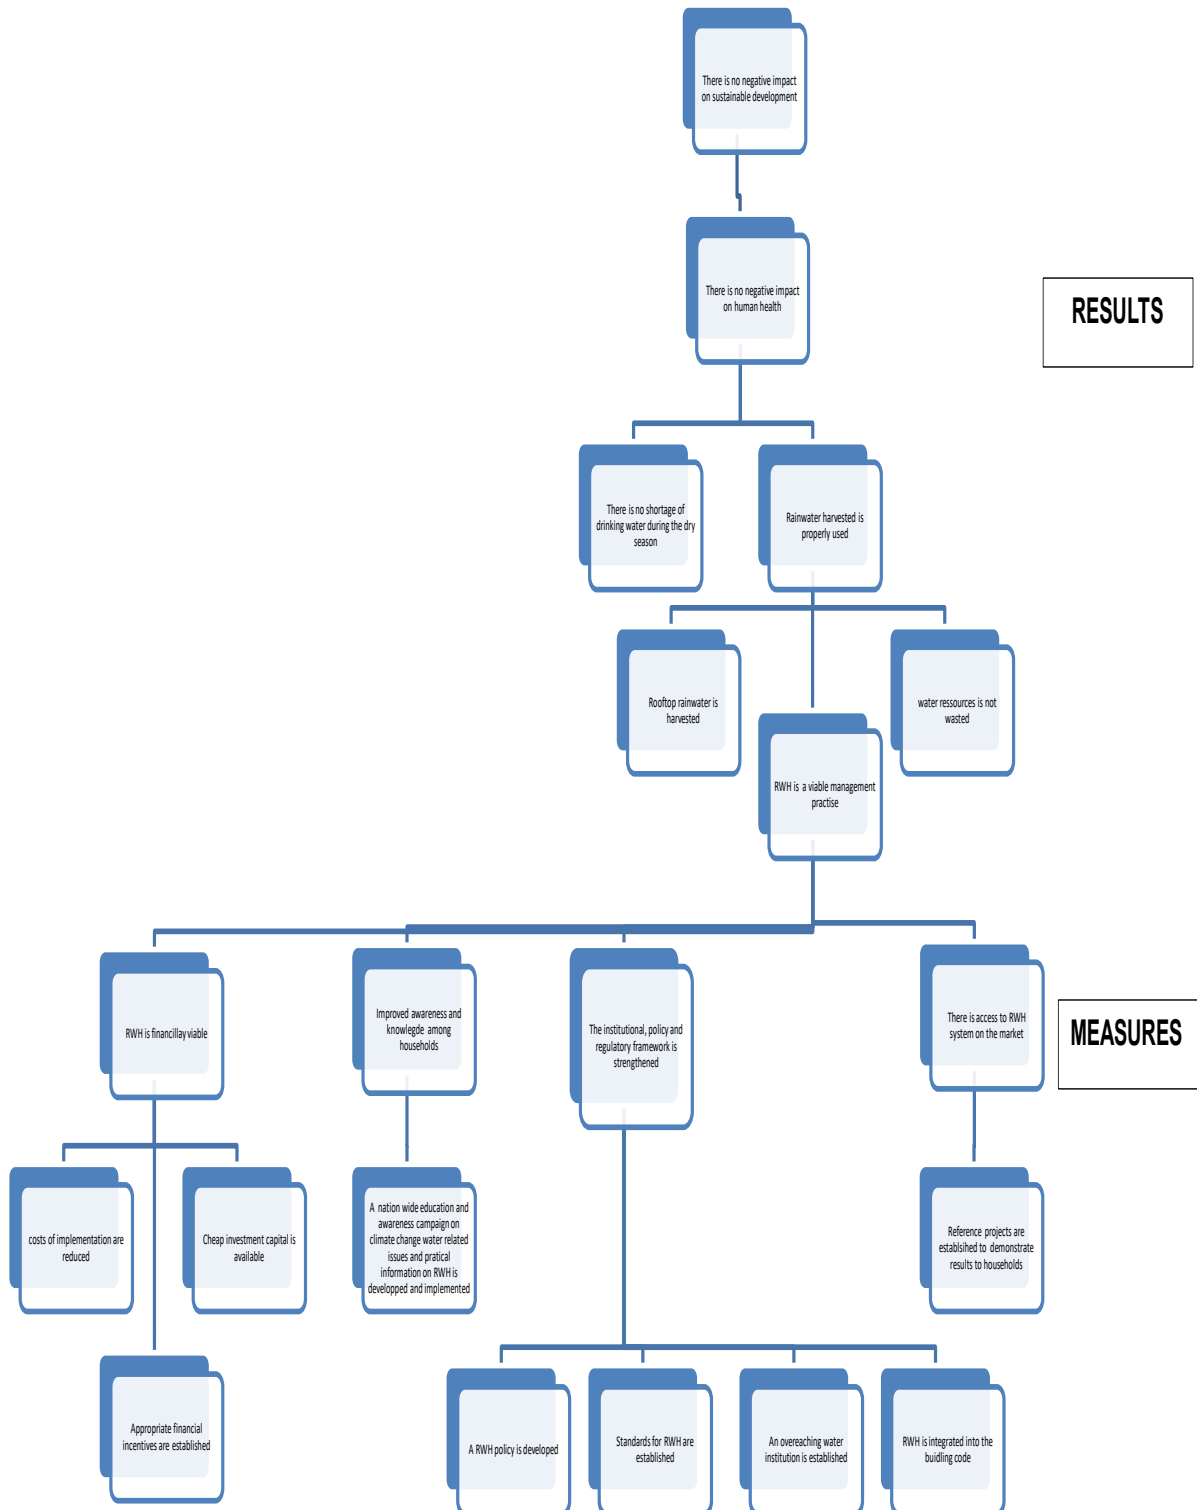 There is no negative impact
on sustainable development
There is no negative impact
on human health
RESULTS
There is no shortage of
drinking water during the dry
season
Rainwater harvested is
properly used
Rooftop rainwater is
harvested
water ressources is not
wasted
RWH is a viable management
practise
RWH is financillay viable
Improved awareness and
knowlegde among
households
The institutional, policy and
regulatory framework is
strengthened
There is access to RWH
system on the market
MEASURES
costs of implementation are
reduced
Cheap investment capital is
available
A nation wide education and
awareness campaign on
climate change water related
issues and pratical
information on RWH is
developped and implemented
Reference projects are
establsihed to demonstrate
results to households
Appropriate financial
incentives are established
A RWH policy is developed
Standards for RWH are
established
An overeaching water
institution is established
RWH is integrated into the
buidling code